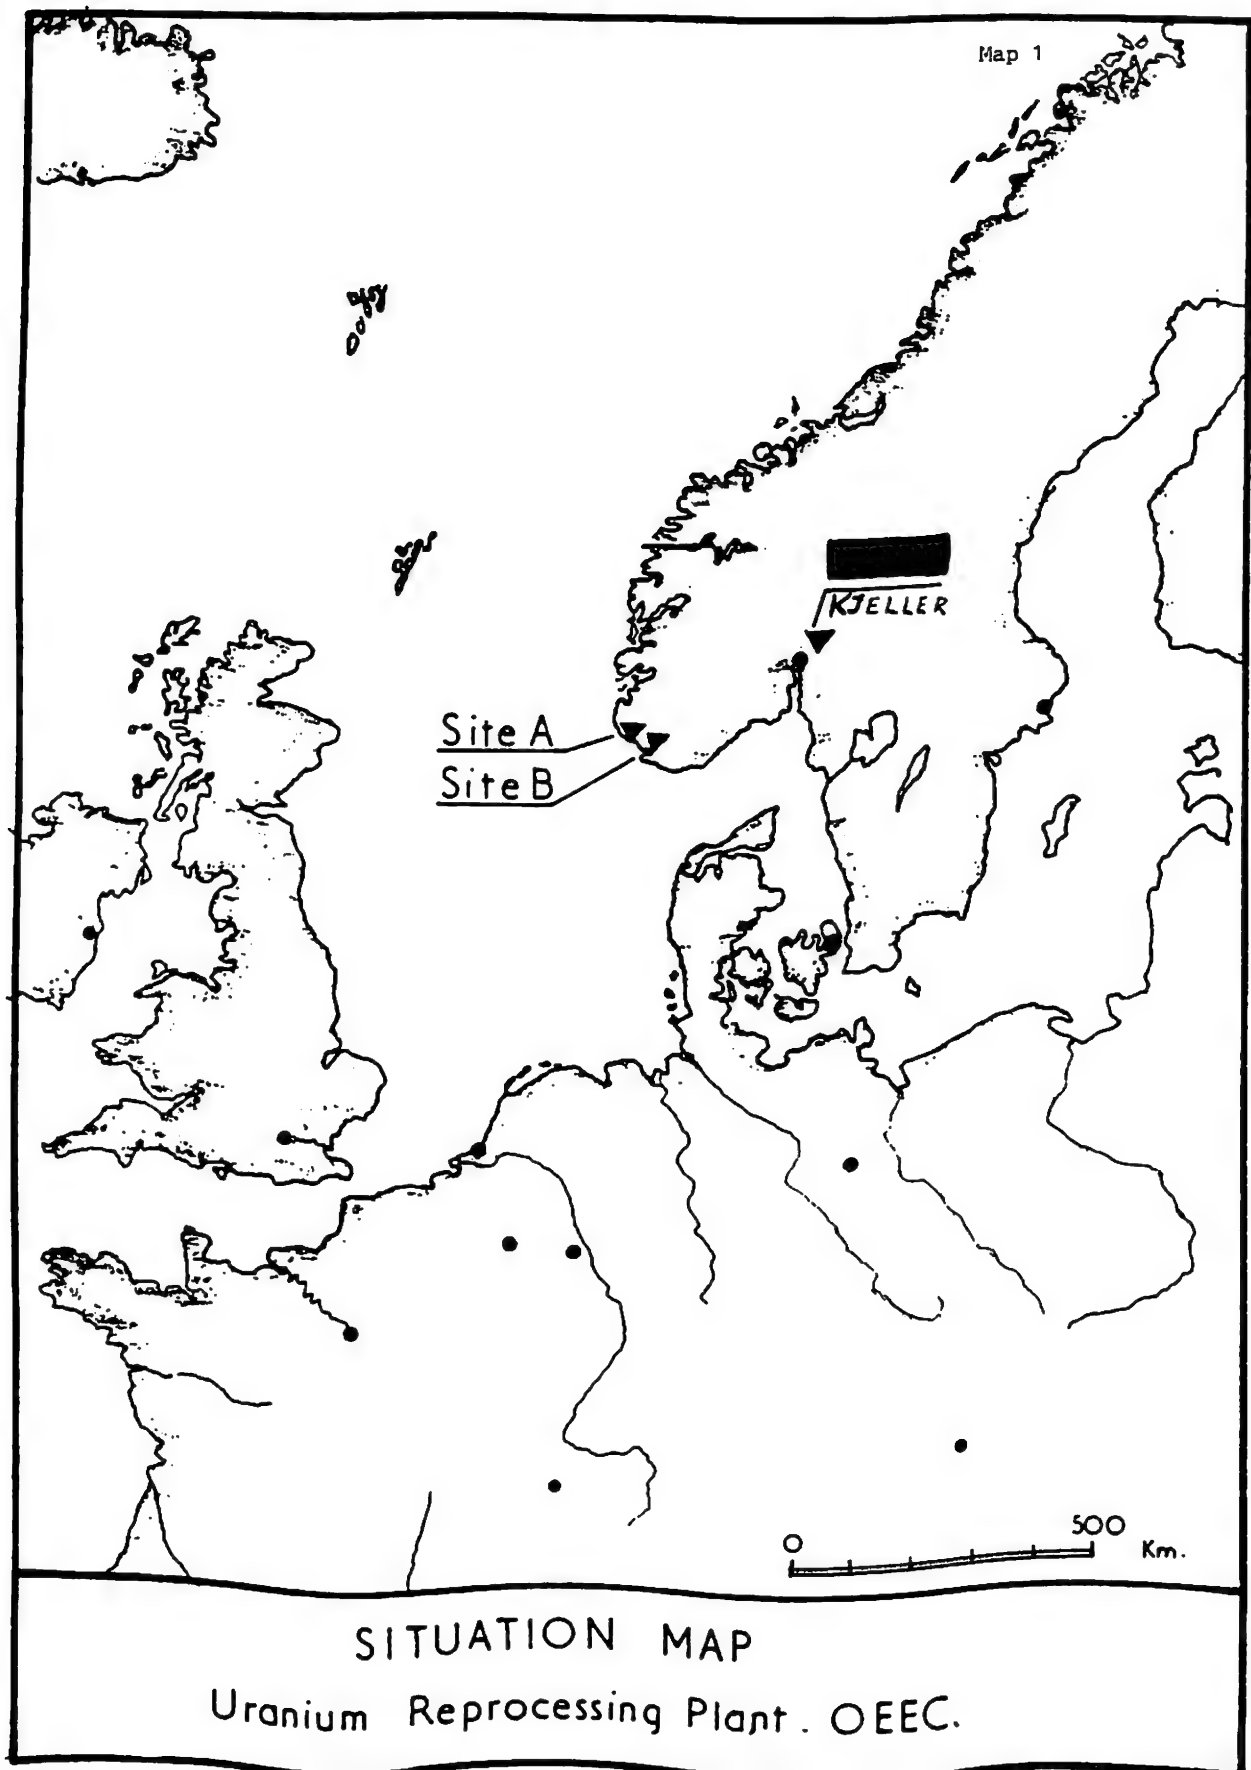 Map 1
KJELLER
Site A
Site B
0 500 Km.
SITUATION MAP
Uranium Reprocessing Plant. OEEC.